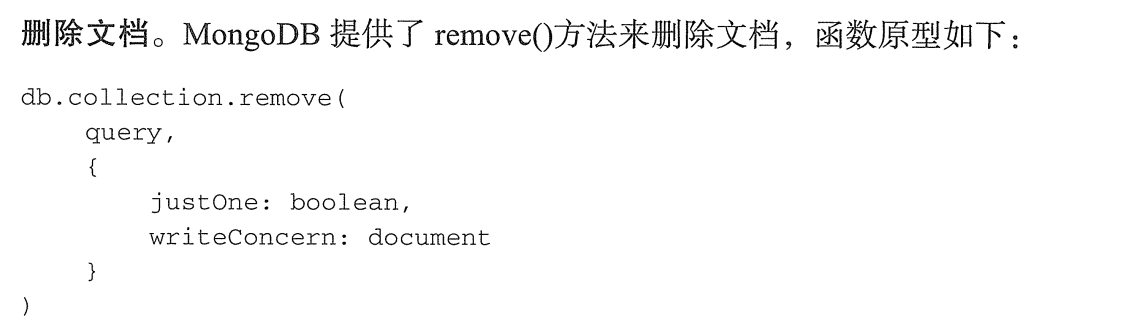 删除文档。MongoDB 提供了 remove()方法来删除文档，函数原型如下：
db.collection.remove(
    query,
    {
        justOne: boolean,
        writeConcern: document
    }
)